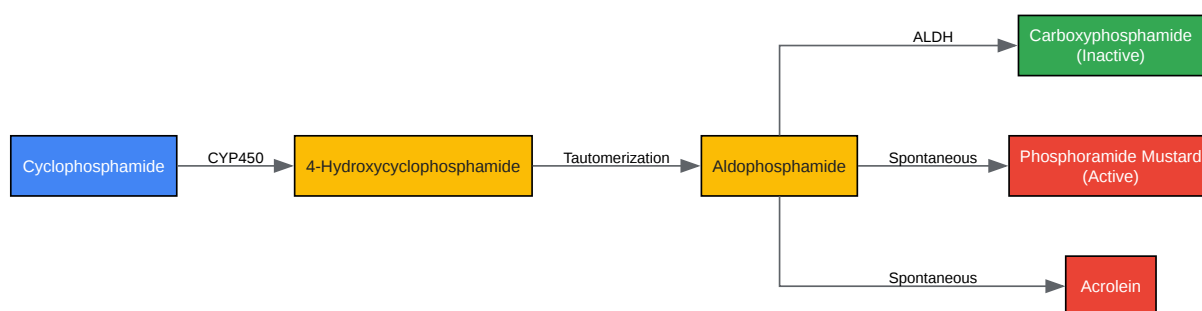 ALDH
Carboxyphosphamide
(Inactive)
Cyclophosphamide
CYP450
4-Hydroxycyclophosphamide
Tautomerization
Aldophosphamide
Spontaneous
Phosphoramide Mustard
(Active)
Spontaneous
Acrolein